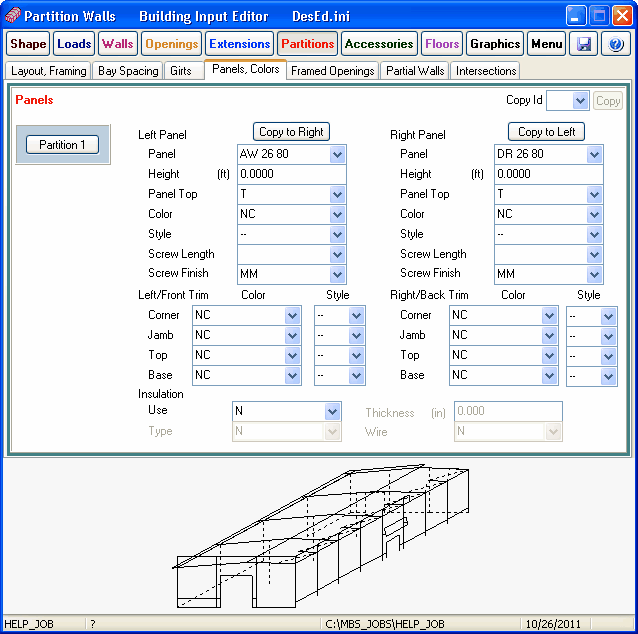 Partition Walls Building Input Editor DesEd.ini
Shape Loads Walls Openings Extensions Partitions Accessories Floors Graphics Menu
Layout, Framing Bay Spacing Girts Panels, Colors Framed Openings Partial Walls Intersections
Panels Copy Id Copy
Partition 1
Left Panel Copy to Right Right Panel Copy to Left
Panel AW 26 80 Panel DR 26 80
Height (ft) 0.0000 Height (ft) 0.0000
Panel Top T Panel Top T
Color NC Color NC
Style -- Style --
Screw Length Screw Length
Screw Finish MM Screw Finish MM
Left/Front Trim Color Style Right/Back Trim Color Style
Corner NC -- Corner NC --
Jamb NC -- Jamb NC --
Top NC -- Top NC --
Base NC -- Base NC --
Insulation
Use N Thickness (in) 0.000
Type N Wire N
HELP_JOB ? C:\MBS_JOBS\HELP_JOB 10/26/2011